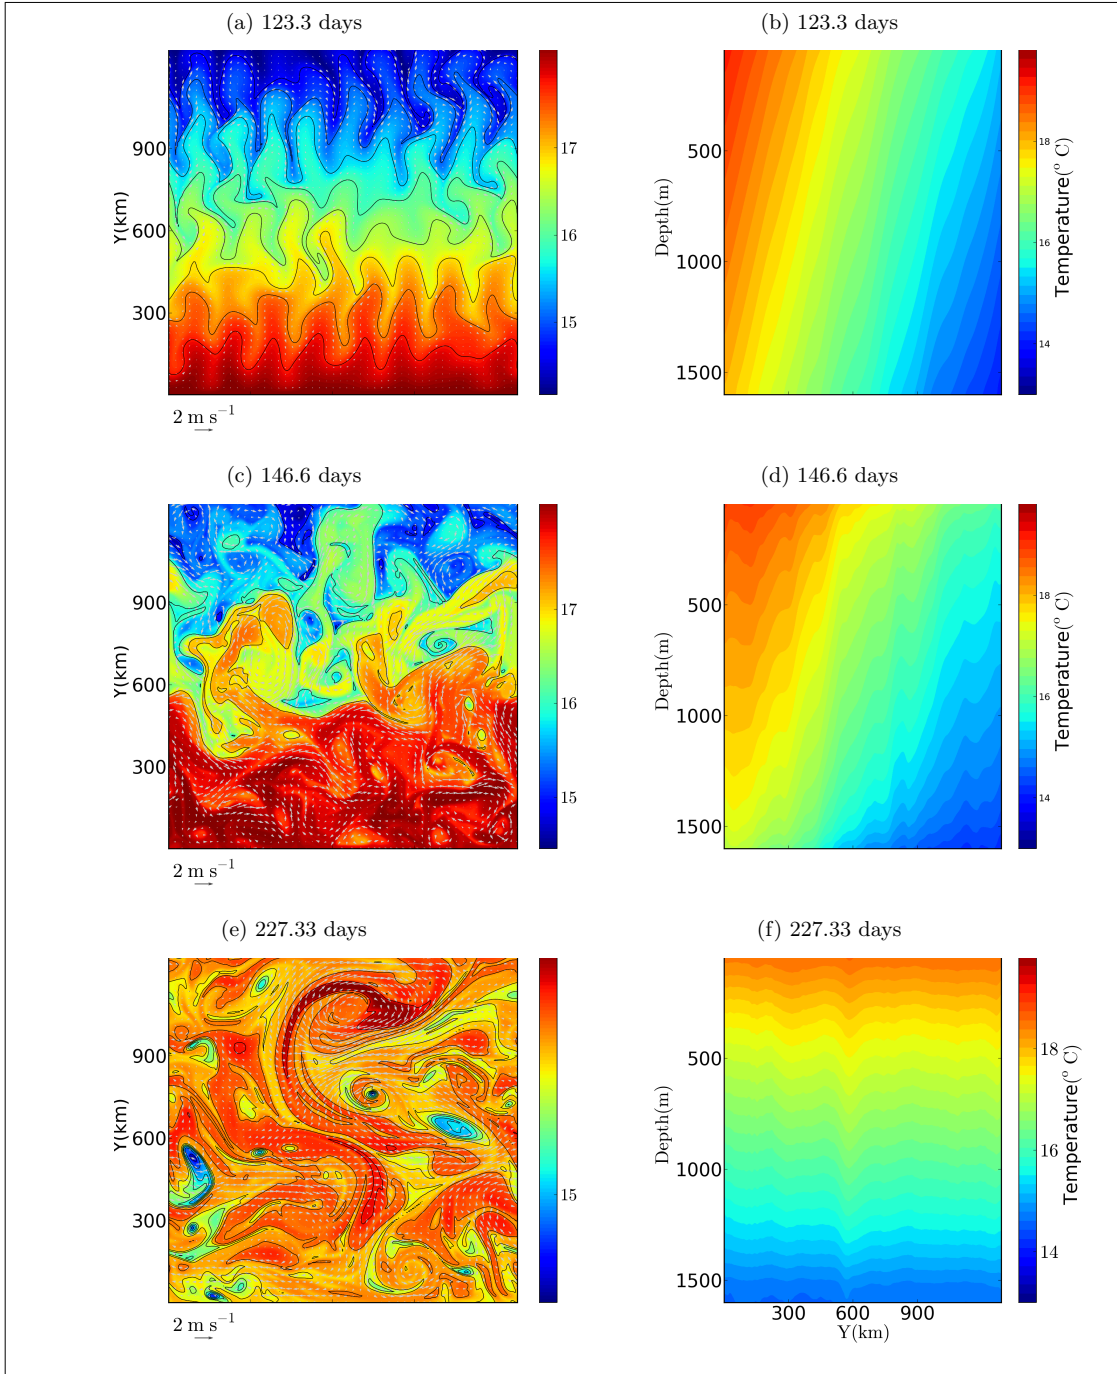 (a) 123.3 days
(b) 123.3 days
Y(km)
900
600
300
17
16
15
2 m s⁻¹
Depth(m)
500
1000
1500
18
16
14
Temperature(° C)
(c) 146.6 days
(d) 146.6 days
Y(km)
900
600
300
17
16
15
2 m s⁻¹
Depth(m)
500
1000
1500
18
16
14
Temperature(° C)
(e) 227.33 days
(f) 227.33 days
Y(km)
900
600
300
15
2 m s⁻¹
Depth(m)
500
1000
1500
300 600 900
Y(km)
18
16
14
Temperature(° C)